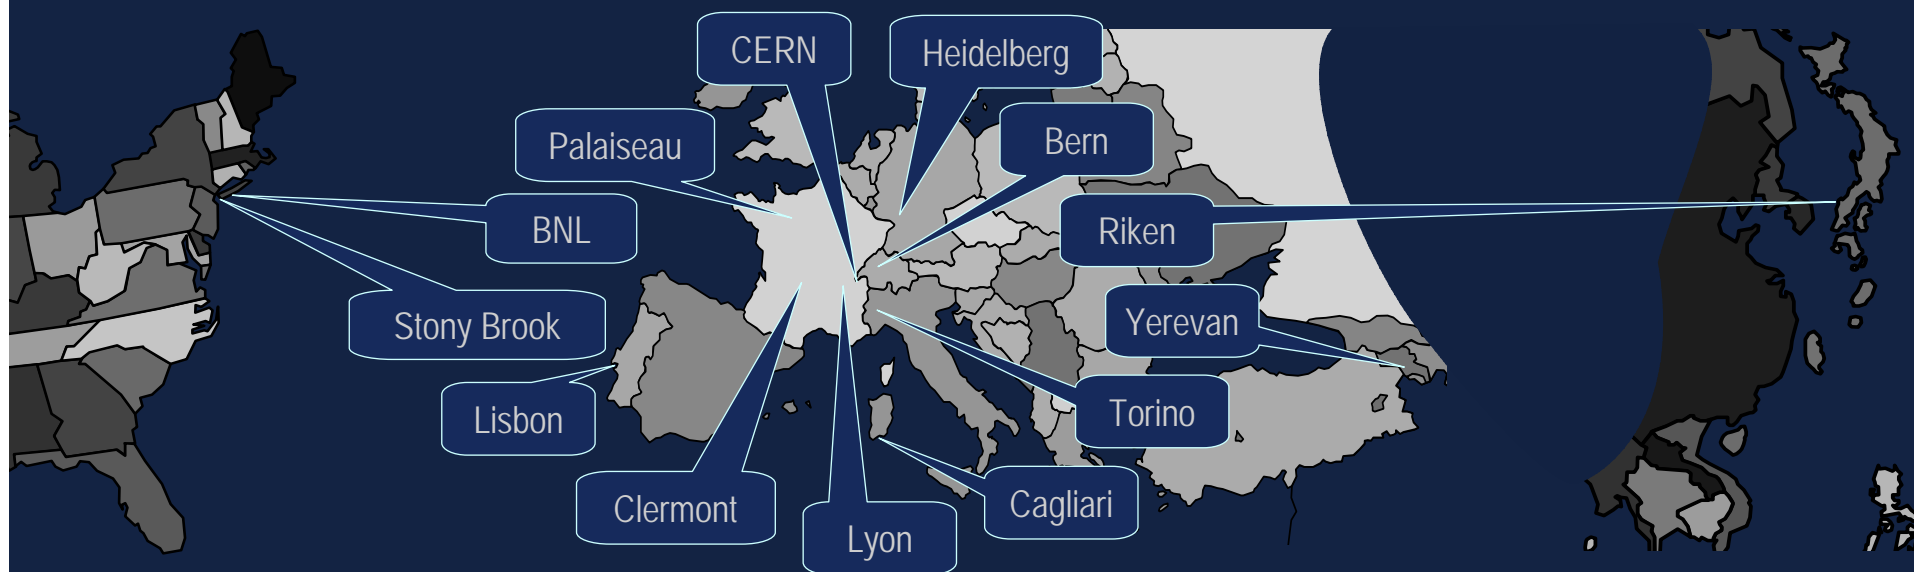 CERN
Heidelberg
Palaiseau
Bern
BNL
Riken
Stony Brook
Yerevan
Lisbon
Torino
Clermont
Cagliari
Lyon